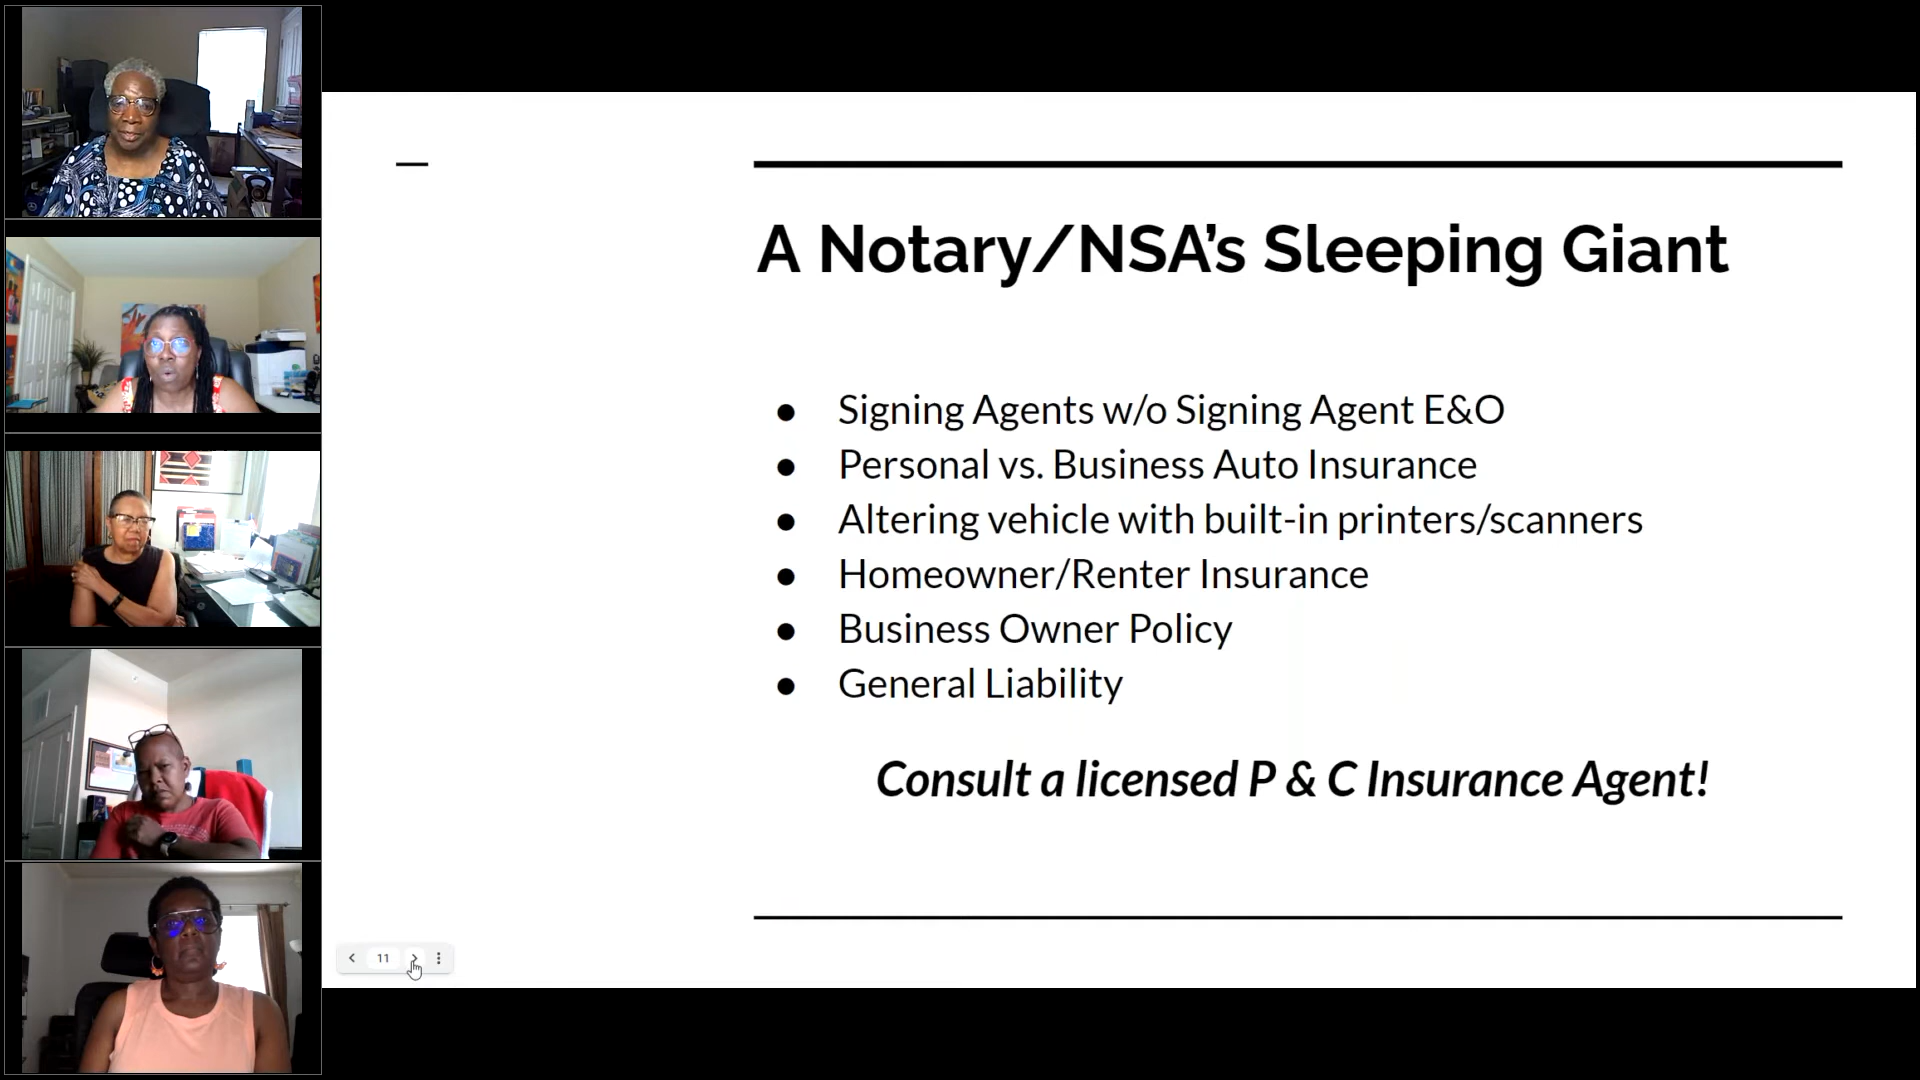 A Notary/NSA’s Sleeping Giant
● Signing Agents w/o Signing Agent E&O
● Personal vs. Business Auto Insurance
● Altering vehicle with built-in printers/scanners
● Homeowner/Renter Insurance
● Business Owner Policy
● General Liability
Consult a licensed P & C Insurance Agent!
11